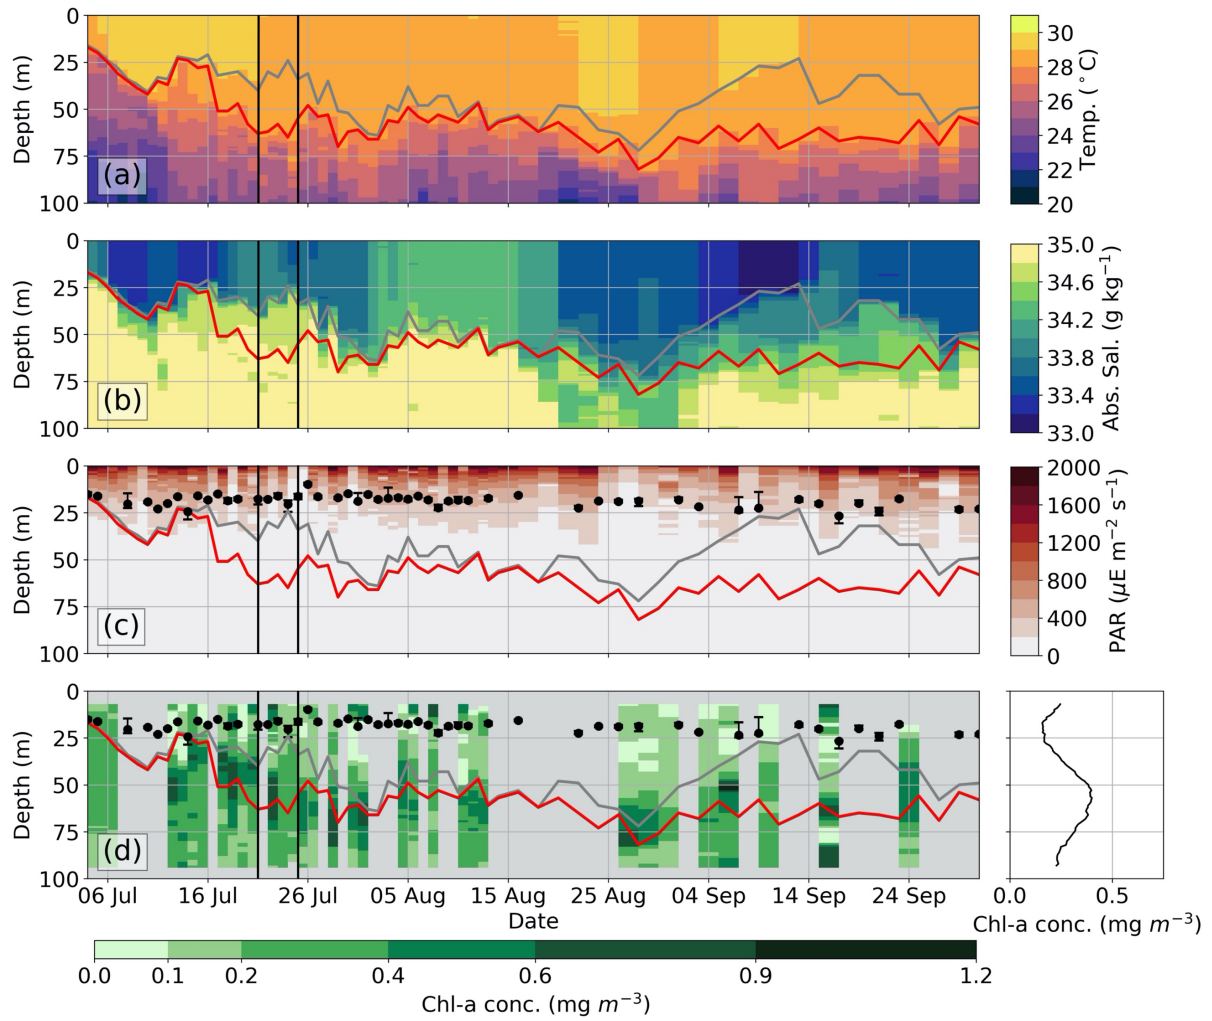 0
25
50
75
100
Depth (m)
(a)
30
28
26
24
22
20
Temp. (°C)
0
25
50
75
100
Depth (m)
(b)
35.0
34.6
34.2
33.8
33.4
33.0
Abs. Sal. (g kg⁻¹)
0
25
50
75
100
Depth (m)
(c)
2000
1600
1200
800
400
0
PAR (μE m⁻² s⁻¹)
0
25
50
75
100
Depth (m)
(d)
06 Jul 16 Jul 26 Jul 05 Aug 15 Aug 26 Aug 04 Sep 14 Sep 24 Sep
Date
0.0 0.5
Chl-a conc. (mg m⁻³)
0.0 0.1 0.2 0.4 0.6 0.9 1.2
Chl-a conc. (mg m⁻³)